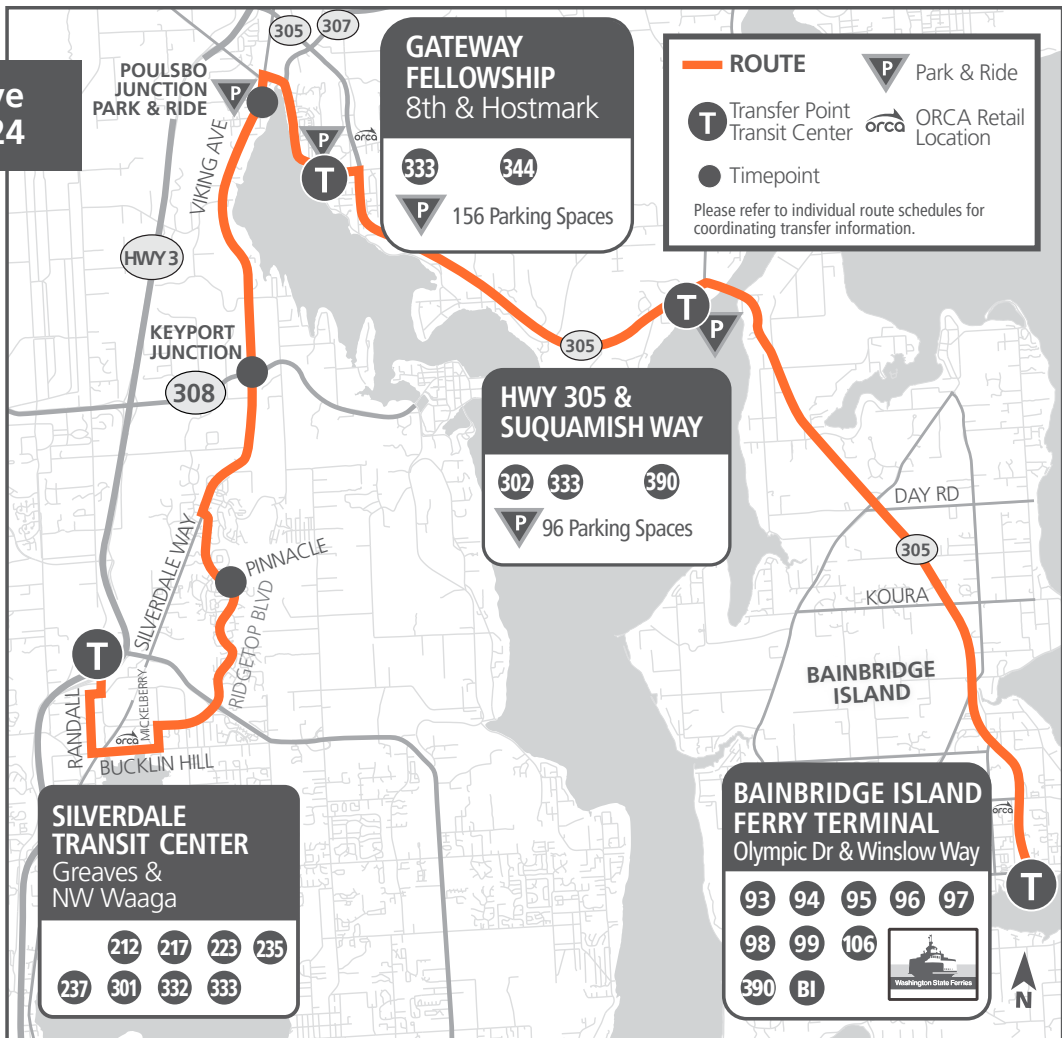 ve
24
305
307
POULSBO
JUNCTION
PARK & RIDE
P
P
orca
T
VIKING AVE
HWY 3
GATEWAY
FELLOWSHIP
8th & Hostmark
333 344
P 156 Parking Spaces
ROUTE
P Park & Ride
T Transfer Point
Transit Center
orca ORCA Retail
Location
Timepoint
Please refer to individual route schedules for
coordinating transfer information.
KEYPORT
JUNCTION
308
305
T
P
HWY 305 &
SUQUAMISH WAY
302 333 390
P 96 Parking Spaces
DAY RD
305
KOURA
BAINBRIDGE
ISLAND
SILVERDALE WAY
PINNACLE
RIDGETOP BLVD
T
RANDALL
MICKELBERRY
orca
BUCKLIN HILL
SILVERDALE
TRANSIT CENTER
Greaves &
NW Waaga
212 217 223 235
237 301 332 333
BAINBRIDGE ISLAND
FERRY TERMINAL
Olympic Dr & Winslow Way
93 94 95 96 97
98 99 106
390 BI
Washington State Ferries
orca
T
N